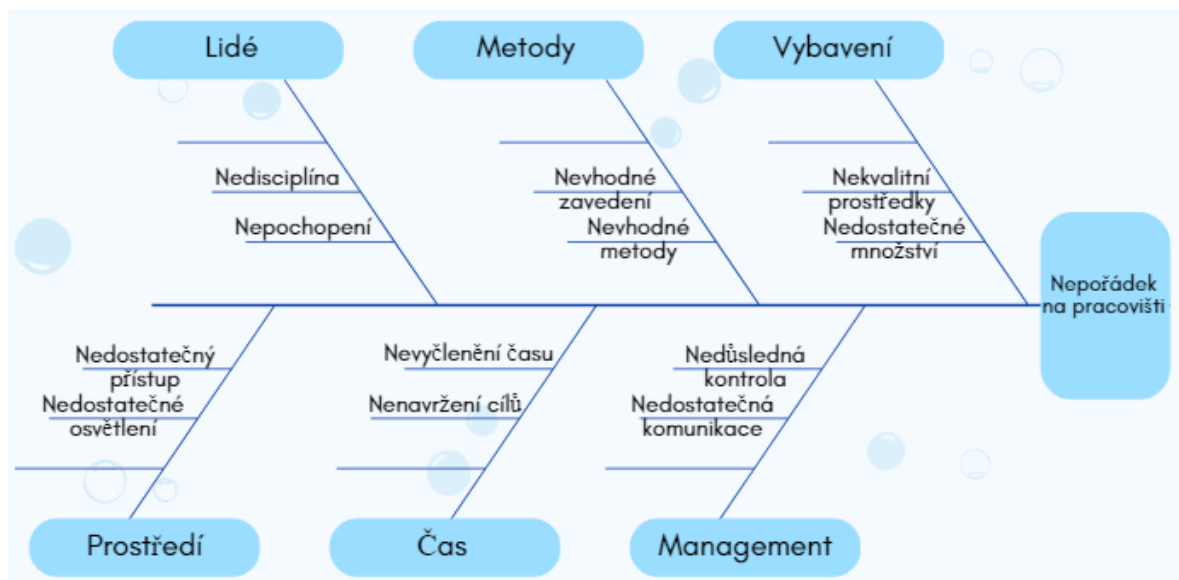 Lidé
Metody
Vybavení
Nedisciplína
Nepochopení
Nevhodné
zavedení
Nevhodné
metody
Nekvalitní
prostředky
Nedostatečné
množství
Nepořádek
na pracovišti
Nedostatečný
přístup
Nedostatečné
osvětlení
Nevyčlenění času
Nenavržení cílů
Nedůsledná
kontrola
Nedostatečná
komunikace
Prostředí
Čas
Management